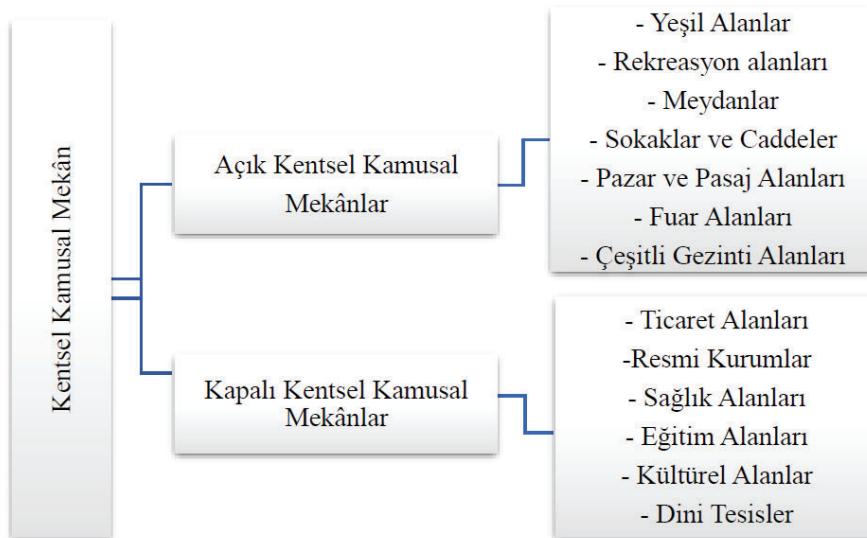 Kentsel Kamusal Mekân
Açık Kentsel Kamusal
Mekânlar
- Yeşil Alanlar
- Rekreasyon alanları
- Meydanlar
- Sokaklar ve Caddeler
- Pazar ve Pasaj Alanları
- Fuar Alanları
- Çeşitli Gezinti Alanları
Kapalı Kentsel Kamusal
Mekânlar
- Ticaret Alanları
-Resmi Kurumlar
- Sağlık Alanları
- Eğitim Alanları
- Kültürel Alanlar
- Dini Tesisler